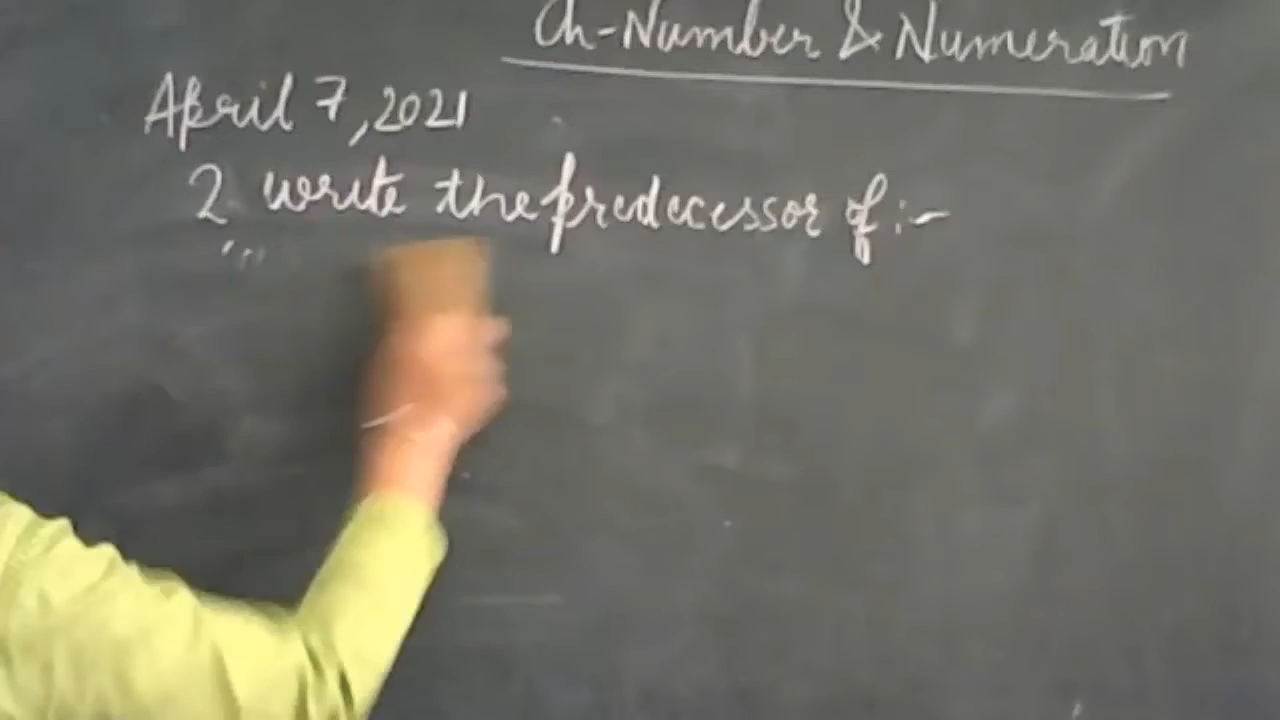 Ch-Number & Numeration
April 7, 2021
2 write the predecessor of :-